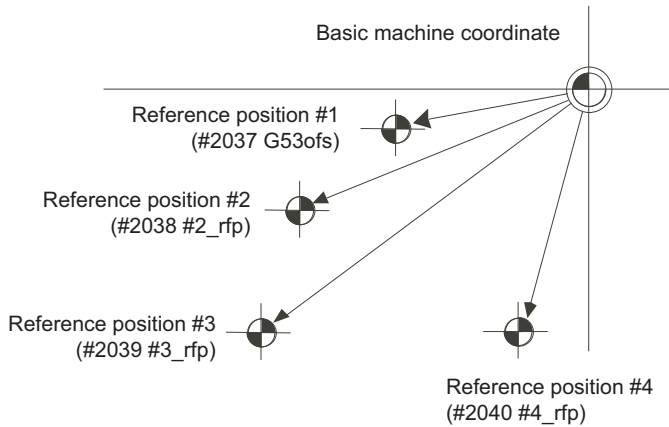 Basic machine coordinate
Reference position #1
(#2037 G53ofs)
Reference position #2
(#2038 #2_rfp)
Reference position #3
(#2039 #3_rfp)
Reference position #4
(#2040 #4_rfp)